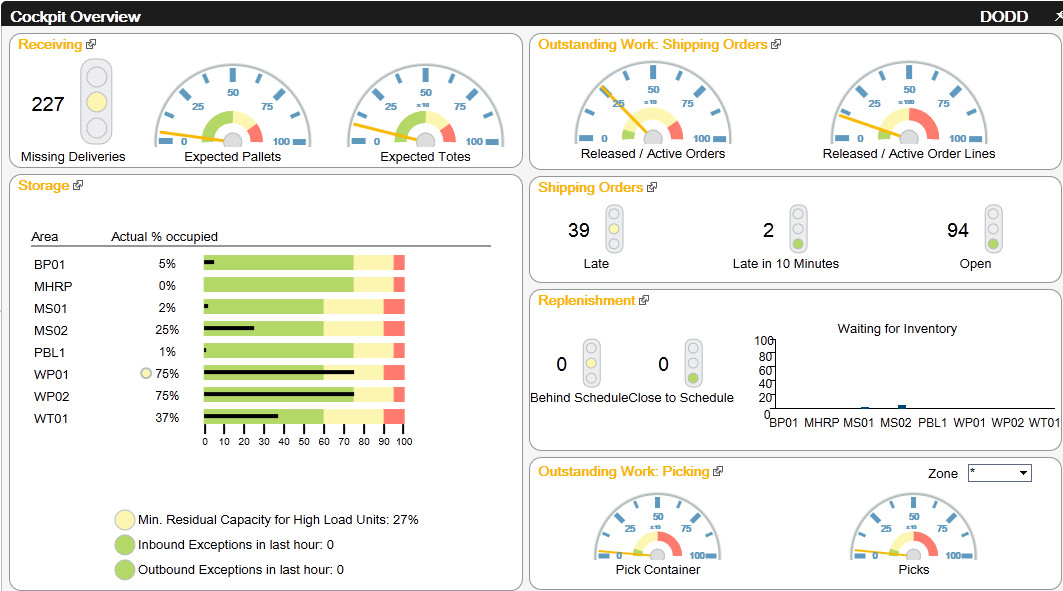 Cockpit Overview DODD
Receiving
227
Missing Deliveries
0 25 50 75 100
Expected Pallets
0 25 50 75 100
x10
Expected Totes
Outstanding Work: Shipping Orders
0 25 50 75 100
x10
Released / Active Orders
0 25 50 75 100
x100
Released / Active Order Lines
Storage
Area Actual % occupied
BP01 5%
MHRP 0%
MS01 2%
MS02 25%
PBL1 1%
WP01 75%
WP02 75%
WT01 37%
0 10 20 30 40 50 60 70 80 90 100
Min. Residual Capacity for High Load Units: 27%
Inbound Exceptions in last hour: 0
Outbound Exceptions in last hour: 0
Shipping Orders
39 2 94
Late Late in 10 Minutes Open
Replenishment
0 0
Behind Schedule Close to Schedule
Waiting for Inventory
100
80
60
40
20
0
BP01 MHRP MS01 MS02 PBL1 WP01 WP02 WT01
Outstanding Work: Picking
Zone *
0 25 50 75 100
x10
Pick Container
0 25 50 75 100
x10
Picks